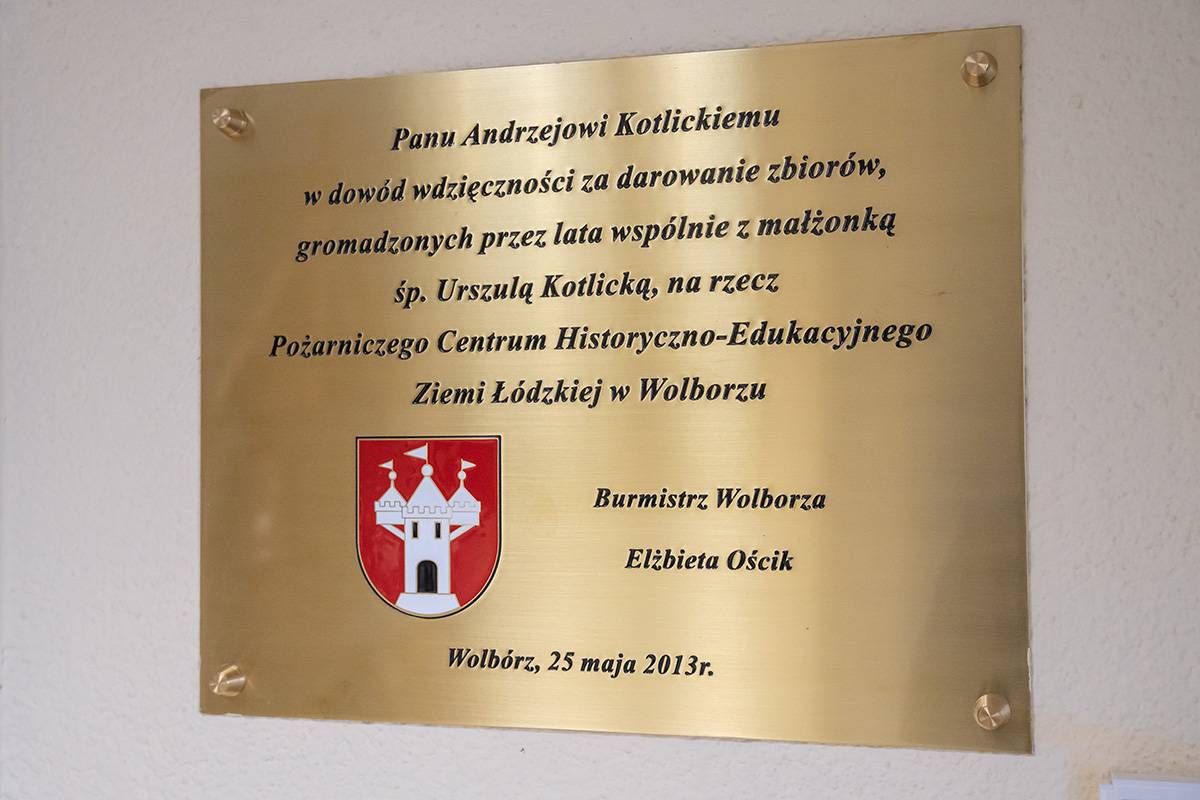 Panu Andrzejowi Kotlickiemu
w dowód wdzięczności za darowanie zbiorów,
gromadzonych przez lata wspólnie z małżonką
śp. Urszulą Kotlicką, na rzecz
Pożarniczego Centrum Historyczno-Edukacyjnego
Ziemi Łódzkiej w Wolborzu
Burmistrz Wolborza
Elżbieta Ościk
Wolbórz, 25 maja 2013r.